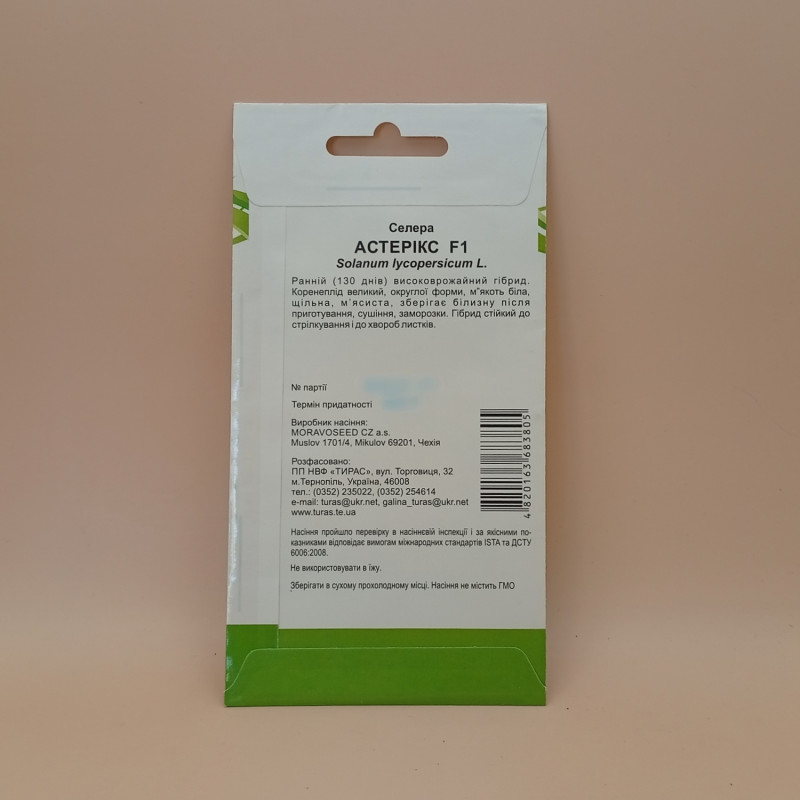 Селера
АСТЕРІКС F1
Solanum lycopersicum L.
Ранній (130 днів) високоврожайний гібрид.
Коренеплід великий, округлої форми, м"якоть біла,
щільна, м'ясиста, зберігає білизну після
приготування, сушіння, заморозки. Гібрид стійкий до
стрілкування і до хвороб листків.
№ партії
Термін придатності
Виробник насіння:
MORAVOSEED CZ a.s.
Muslov 1701/4, Mikulov 69201, Чехія
Розфасовано:
ПП НВФ «ТИРАС», вул. Торговиця, 32
м.Тернопіль, Україна, 46008
тел.: (0352) 235022, (0352) 254614
e-mail: turas@ukr.net, galina_turas@ukr.net
www.turas.te.ua
4 820163 683805
Насіння пройшло перевірку в насіннєвій інспекції і за якісними по-
казниками відповідає вимогам міжнародних стандартів ISTA та ДСТУ
6006:2008.
Не використовувати в їжу.
Зберігати в сухому прохолодному місці. Насіння не містить ГМО